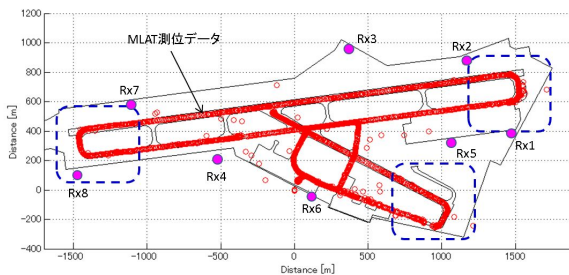 1200
1000
800
600
400
200
0
-200
-400
Distance [m]
MLAT測位データ
Rx3
Rx2
Rx7
Rx1
Rx5
Rx4
Rx8
Rx6
-1500 -1000 -500 0 500 1000 1500
Distance [m]